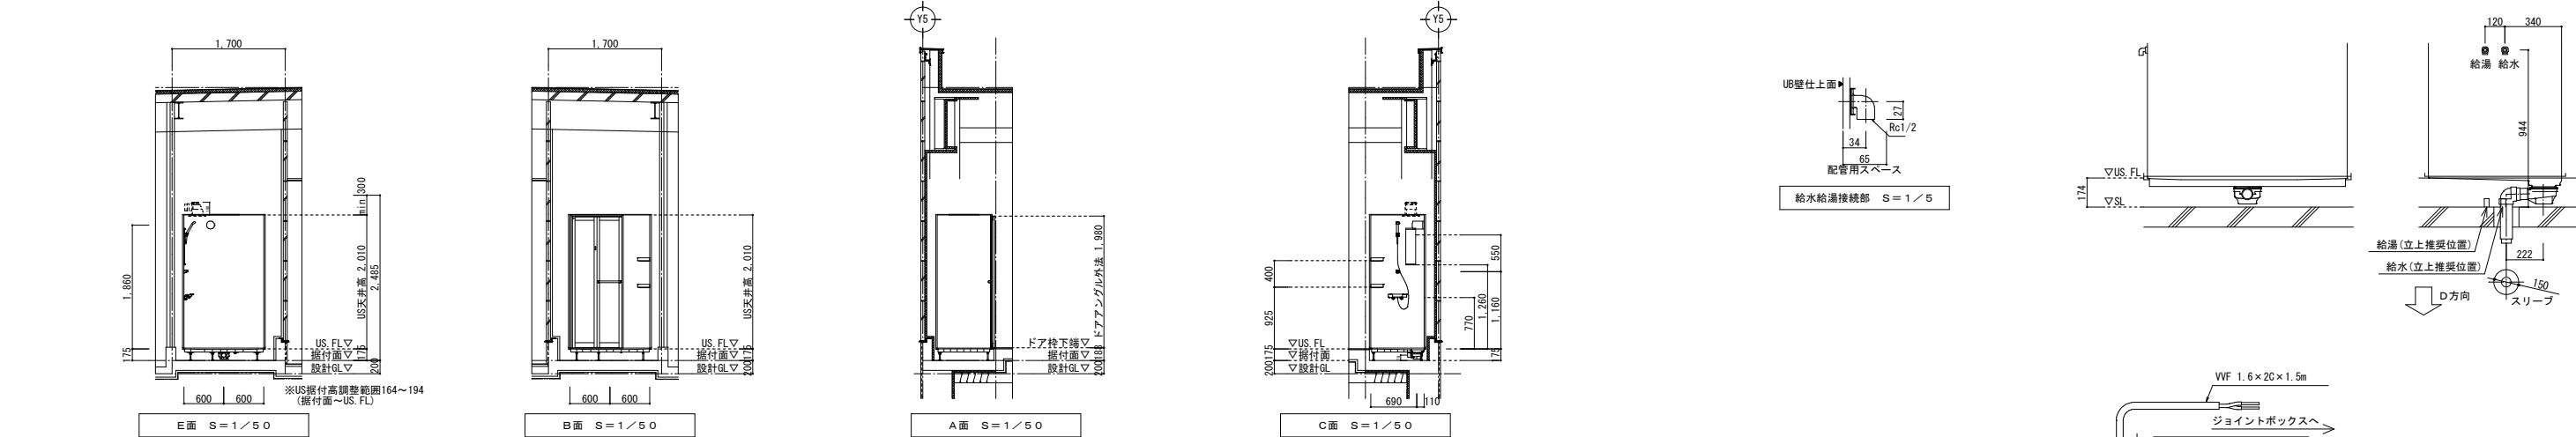 1,700
1,860
175
min 300
US天井高 2,010
2,485
US.FL▽
175
据付面▽
設計GL▽
200
※US据付高調整範囲164～194
(据付面～US.FL)
600 600
E面 S=1/50
1,700
US天井高 2,010
US.FL▽
175
据付面▽
設計GL▽
200
600 600
B面 S=1/50
Y5
ドアアングル外法 1,980
ドア枠下端▽
188
据付面▽
設計GL▽
200
A面 S=1/50
Y5
400
925
175
200
▽US.FL
▽据付面
▽設計GL
550
1,260
1,160
770
175
690 110
C面 S=1/50
UB壁仕上面
27
Rc1/2
34
65
配管用スペース
給水給湯接続部 S=1/5
▽US.FL
174
▽SL
120 340
給湯 給水
944
給湯(立上推奨位置)
給水(立上推奨位置)
222
150
スリーブ
D方向
VVF 1.6×2C×1.5m
ジョイントボックスへ